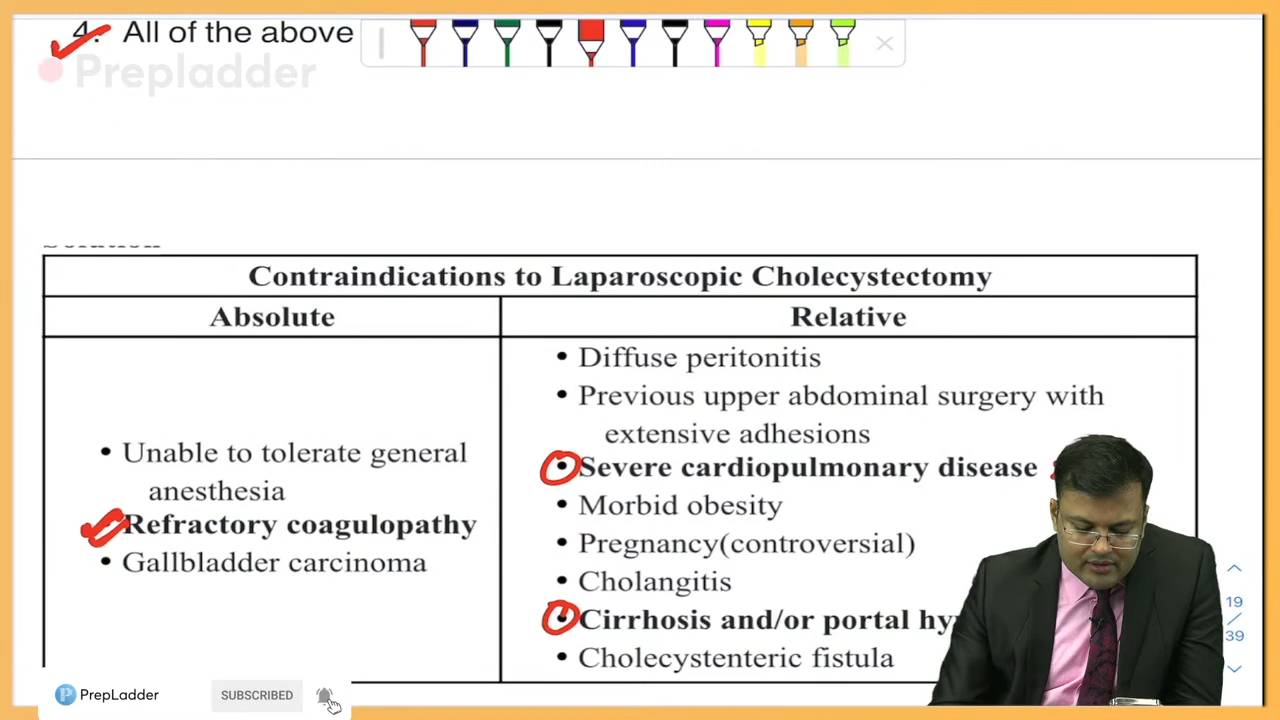 4. All of the above
Prepladder
Solution
Contraindications to Laparoscopic Cholecystectomy
Absolute
Relative
• Unable to tolerate general
anesthesia
Refractory coagulopathy
• Gallbladder carcinoma
• Diffuse peritonitis
• Previous upper abdominal surgery with
extensive adhesions
• Severe cardiopulmonary disease
• Morbid obesity
• Pregnancy(controversial)
• Cholangitis
• Cirrhosis and/or portal hy
• Cholecystenteric fistula
19
/
39
PrepLadder
SUBSCRIBED